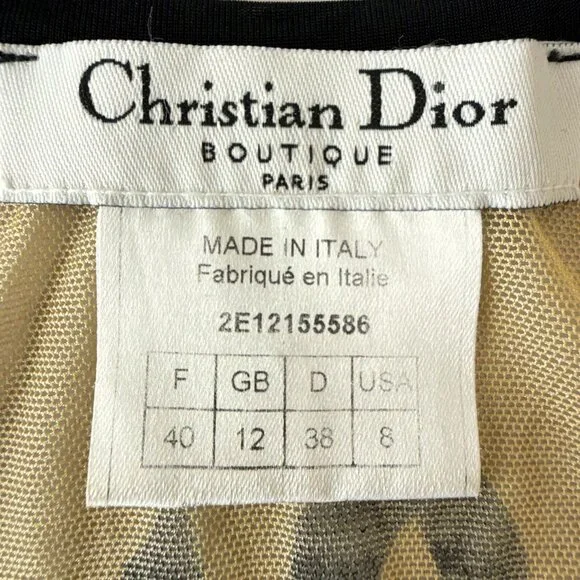 Christian Dior
BOUTIQUE
PARIS
MADE IN ITALY
Fabriqué en Italie
2E12155586
F GB D USA
40 12 38 8